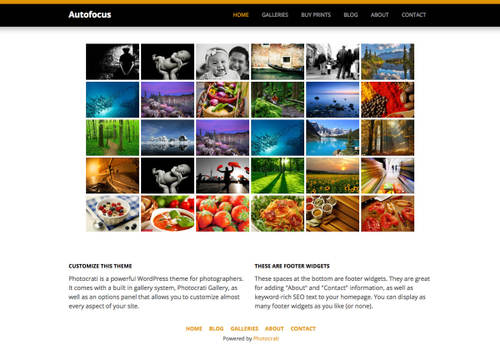 Autofocus
HOME GALLERIES BUY PRINTS BLOG ABOUT CONTACT
CUSTOMIZE THIS THEME
Photocrati is a powerful WordPress theme for photographers.
It comes with a built in gallery system, Photocrati Gallery, as
well as an options panel that allows you to customize almost
every aspect of your site.
THESE ARE FOOTER WIDGETS
These spaces at the bottom are footer widgets. They are great
for adding "About" and "Contact" information, as well as
keyword-rich SEO text to your homepage. You can display as
many footer widgets as you like (or none).
HOME BLOG GALLERIES ABOUT CONTACT
Powered by Photocrati